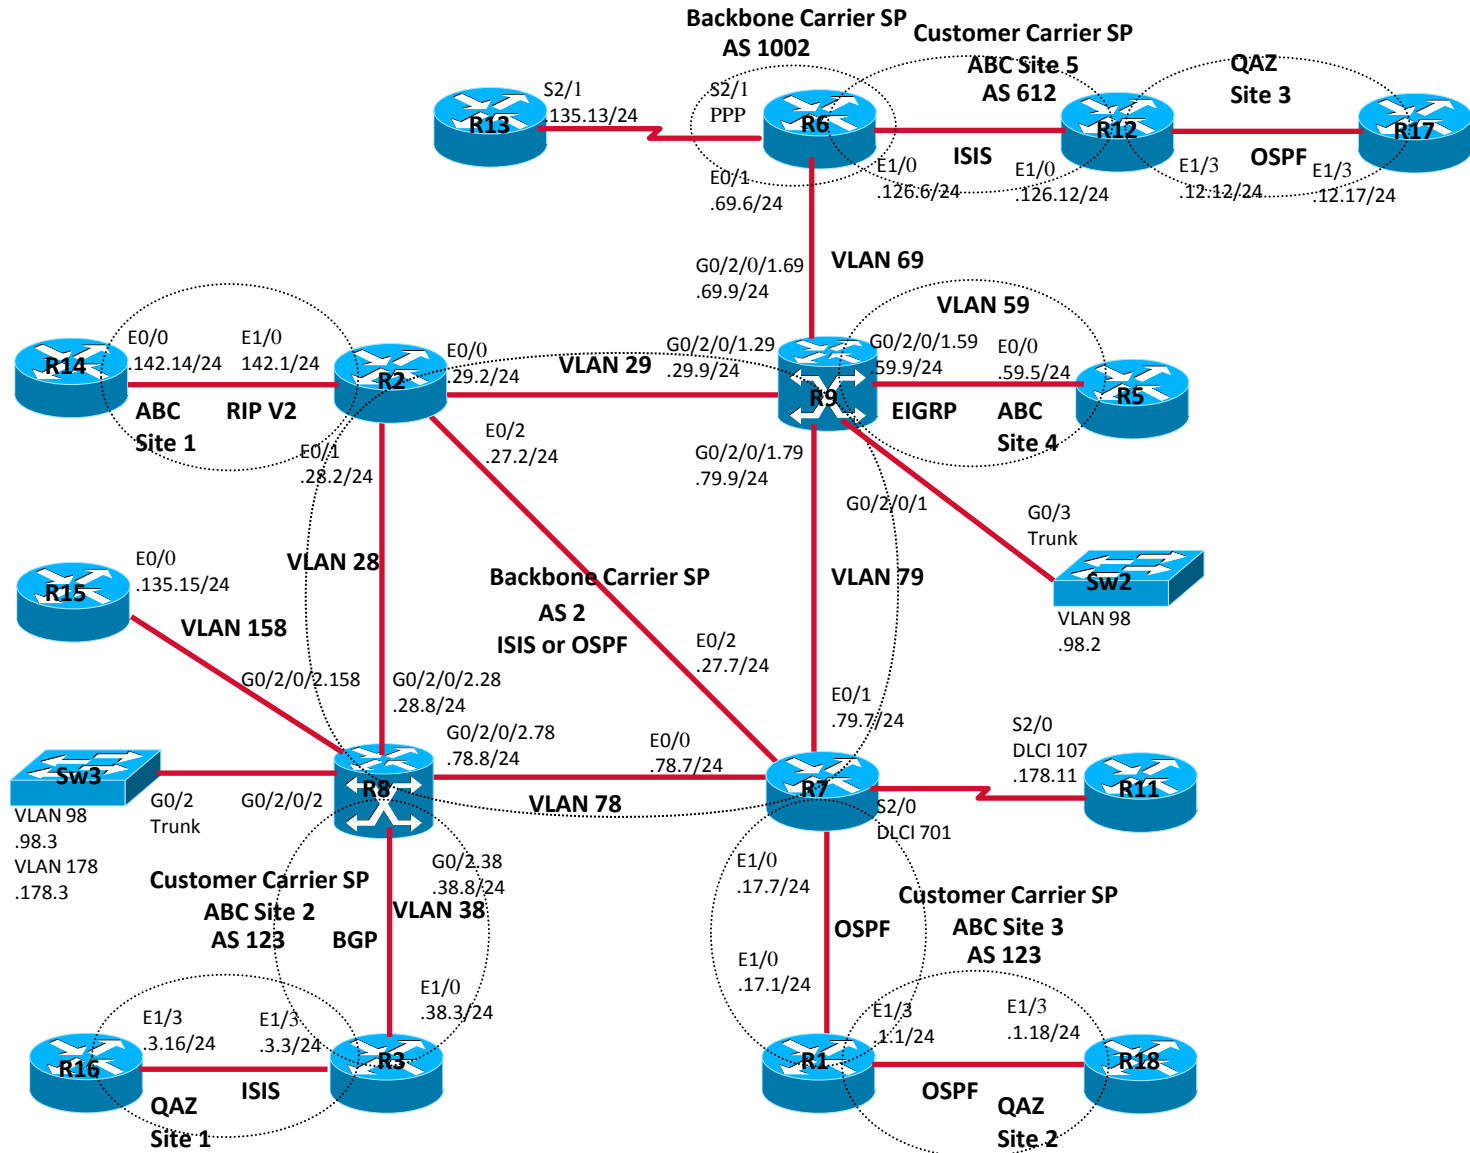 Backbone Carrier SP
AS 1002
Customer Carrier SP
ABC Site 5
AS 612
QAZ
Site 3
S2/1
.135.13/24
S2/1
PPP
R13
R6
R12
R17
ISIS
OSPF
E0/1
.69.6/24
E1/0
.126.6/24
E1/0
.126.12/24
E1/3
.12.12/24
E1/3
.12.17/24
G0/2/0/1.69
.69.9/24
VLAN 69
VLAN 59
E0/0
.142.14/24
E1/0
142.1/24
R14
R2
E0/0
.29.2/24
VLAN 29
G0/2/0/1.29
.29.9/24
G0/2/0/1.59
.59.9/24
E0/0
.59.5/24
R9
R5
ABC
Site 1
RIP V2
EIGRP
ABC
Site 4
E0/1
.28.2/24
E0/2
.27.2/24
G0/2/0/1.79
.79.9/24
G0/2/0/1
G0/3
Trunk
E0/0
.135.15/24
R15
VLAN 28
Backbone Carrier SP
AS 2
ISIS or OSPF
VLAN 79
Sw2
VLAN 98
.98.2
VLAN 158
E0/2
.27.7/24
G0/2/0/2.158
G0/2/0/2.28
.28.8/24
E0/1
.79.7/24
G0/2/0/2.78
.78.8/24
E0/0
.78.7/24
S2/0
DLCI 107
.178.11
Sw3
R8
R7
R11
G0/2
Trunk
G0/2/0/2
VLAN 78
S2/0
DLCI 701
VLAN 98
.98.3
VLAN 178
.178.3
G0/2.38
.38.8/24
E1/0
.17.7/24
Customer Carrier SP
ABC Site 2
AS 123
VLAN 38
BGP
OSPF
Customer Carrier SP
ABC Site 3
AS 123
E1/0
.38.3/24
E1/0
.17.1/24
E1/3
.3.16/24
E1/3
.3.3/24
E1/3
.1.1/24
E1/3
.1.18/24
R16
R3
R1
R18
ISIS
OSPF
QAZ
Site 1
QAZ
Site 2